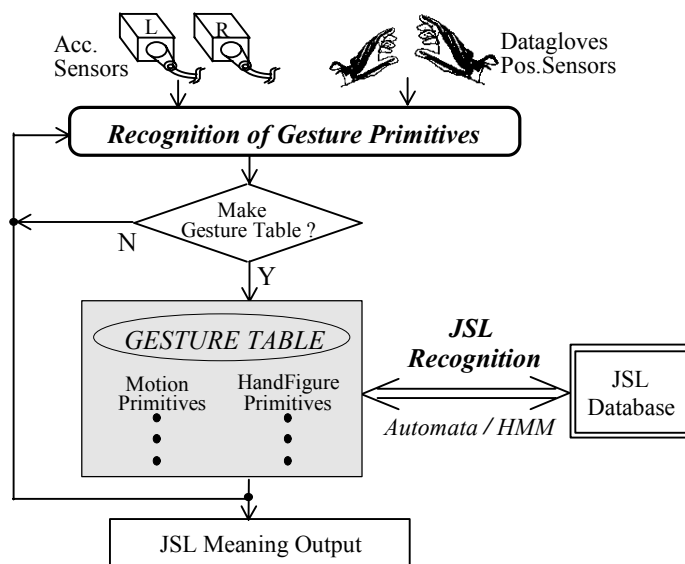 Acc.
Sensors
L
R
Datagloves
Pos.Sensors
Recognition of Gesture Primitives
Make
Gesture Table ?
N
Y
GESTURE TABLE
Motion
Primitives
HandFigure
Primitives
JSL
Recognition
Automata / HMM
JSL
Database
JSL Meaning Output